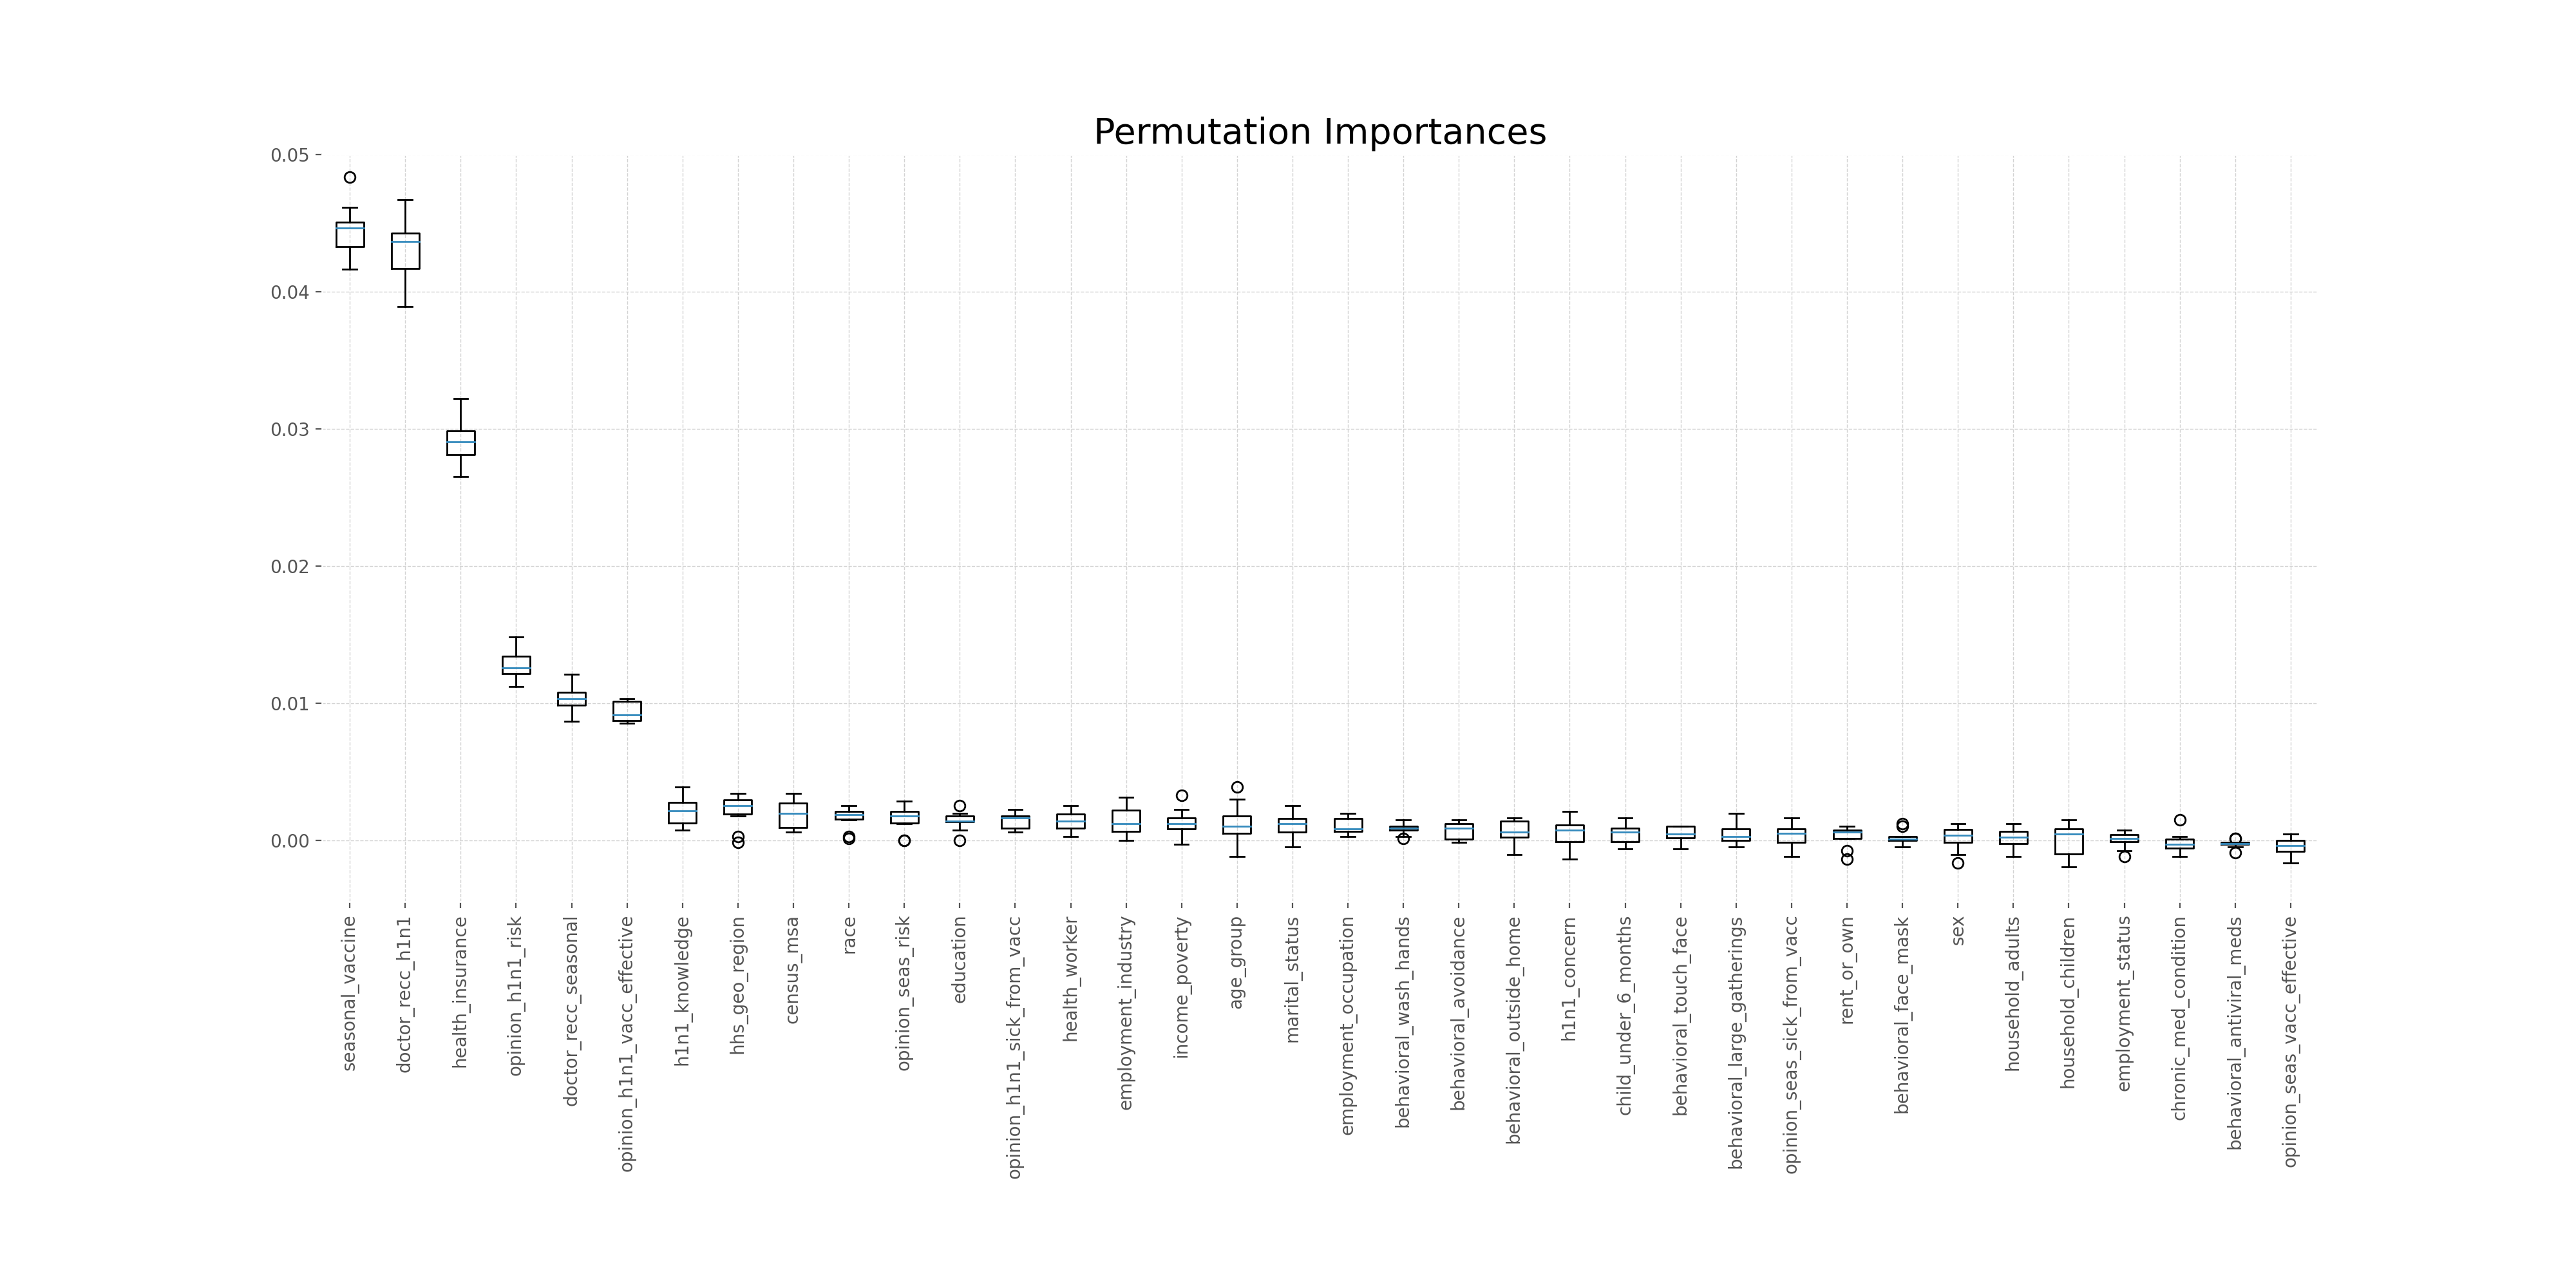 Permutation Importances
0.05
0.04
0.03
0.02
0.01
0.00
seasonal_vaccine
doctor_recc_h1n1
health_insurance
opinion_h1n1_risk
doctor_recc_seasonal
opinion_h1n1_vacc_effective
h1n1_knowledge
hhs_geo_region
census_msa
race
opinion_seas_risk
education
opinion_h1n1_sick_from_vacc
health_worker
employment_industry
income_poverty
age_group
marital_status
employment_occupation
behavioral_wash_hands
behavioral_avoidance
behavioral_outside_home
h1n1_concern
child_under_6_months
behavioral_touch_face
behavioral_large_gatherings
opinion_seas_sick_from_vacc
rent_or_own
behavioral_face_mask
sex
household_adults
household_children
employment_status
chronic_med_condition
behavioral_antiviral_meds
opinion_seas_vacc_effective